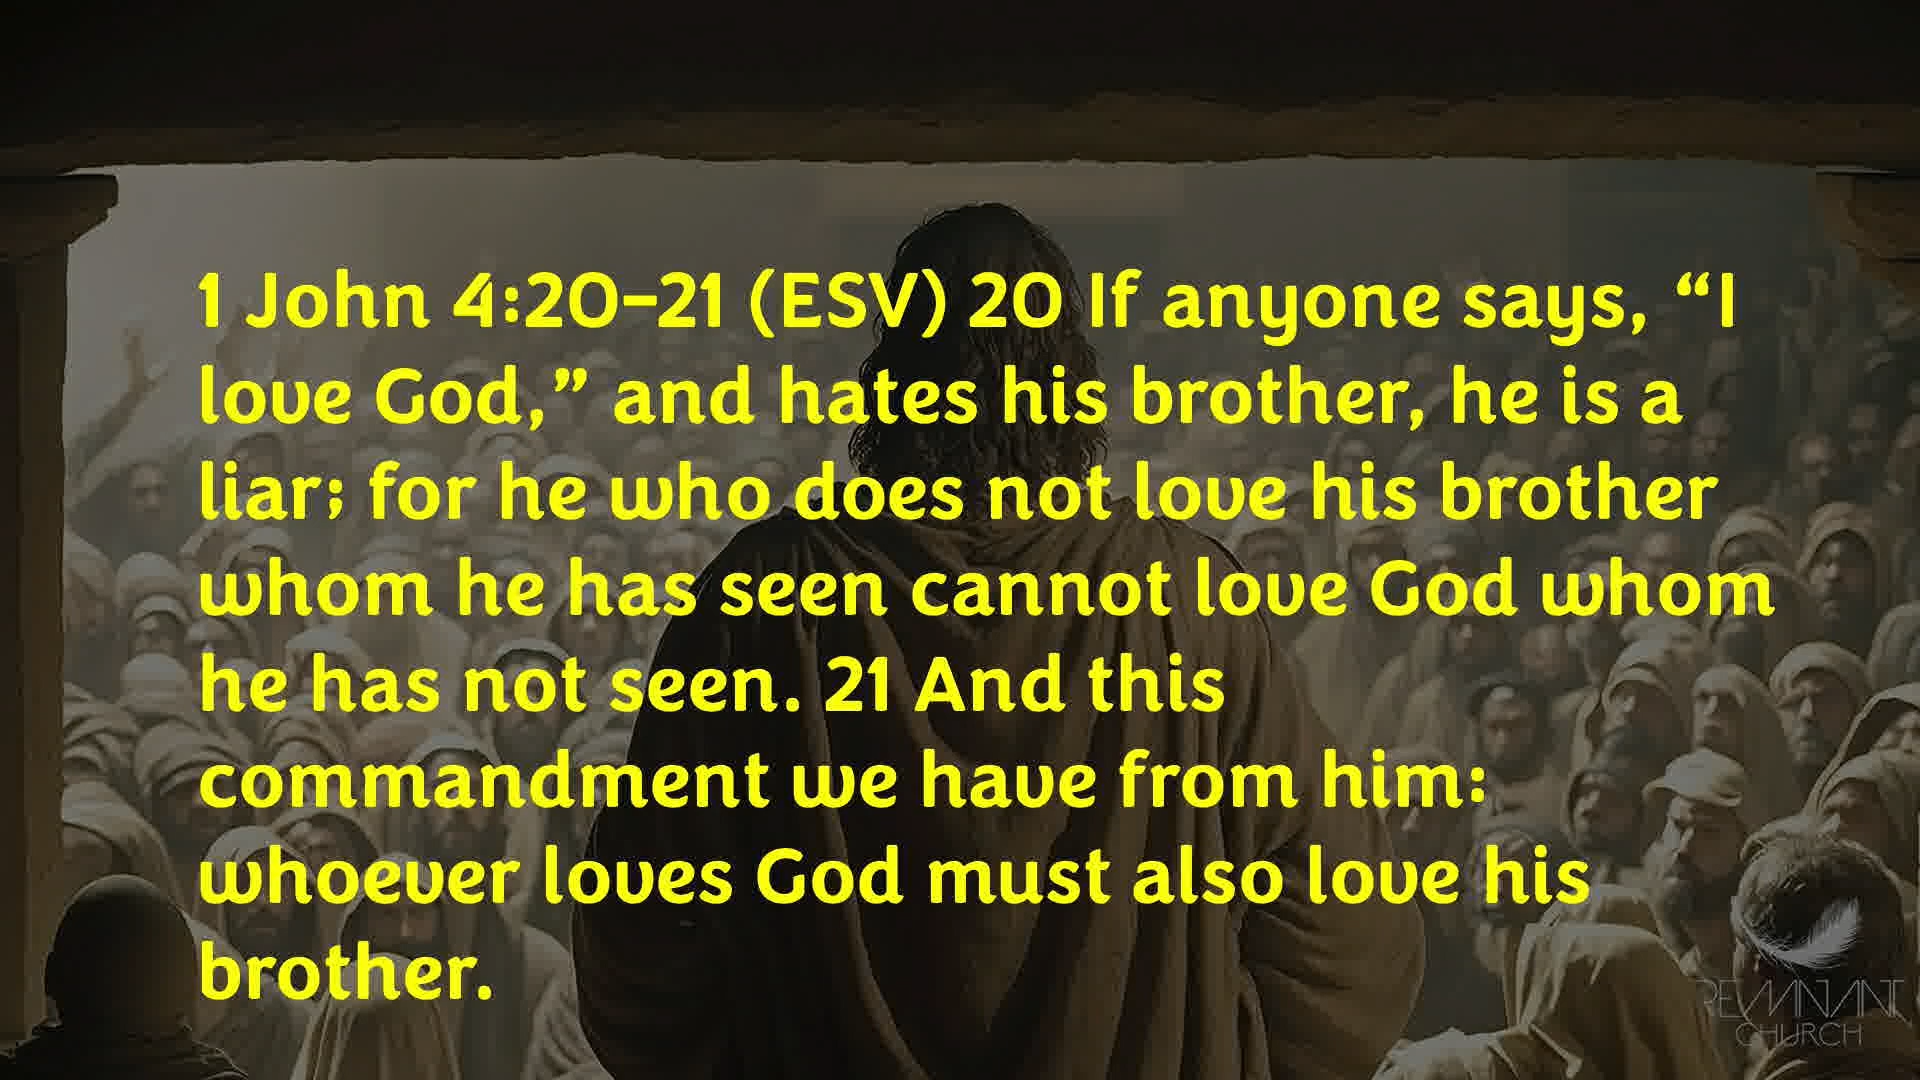 1 John 4:20-21 (ESV) 20 If anyone says, “I
love God,” and hates his brother, he is a
liar; for he who does not love his brother
whom he has seen cannot love God whom
he has not seen. 21 And this
commandment we have from him:
whoever loves God must also love his
brother.
REMNANT
CHURCH